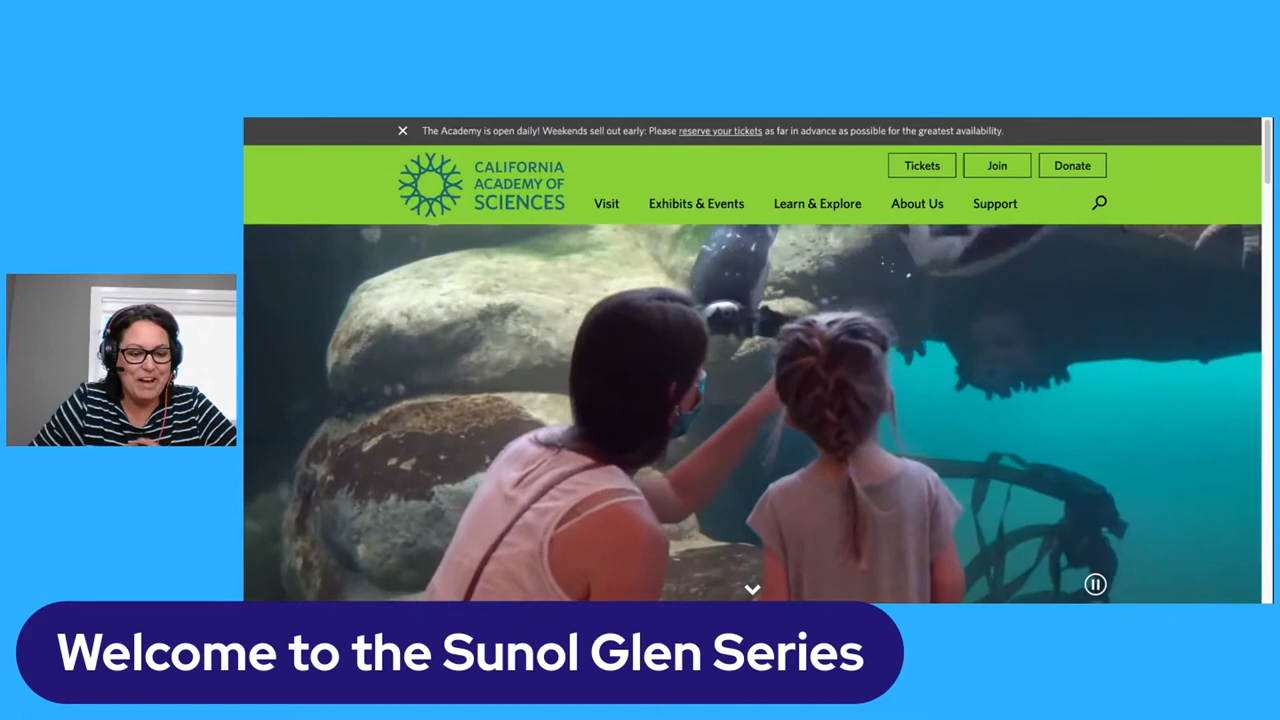 The Academy is open daily! Weekends sell out early: Please reserve your tickets as far in advance as possible for the greatest availability.
CALIFORNIA
ACADEMY OF
SCIENCES
Tickets
Join
Donate
Visit
Exhibits & Events
Learn & Explore
About Us
Support
Welcome to the Sunol Glen Series